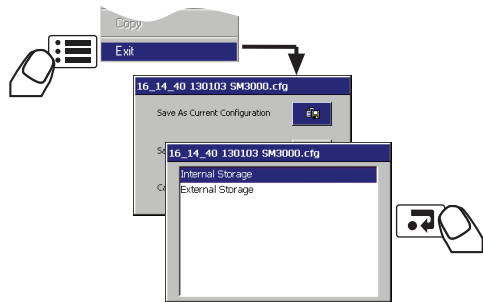 Copy
Exit
16_14_40 130103 SM3000.cfg
Save As Current Configuration
16_14_40 130103 SM3000.cfg
Internal Storage
External Storage